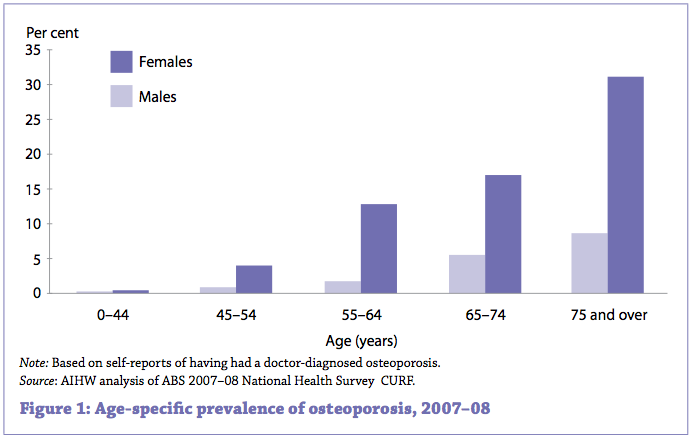 Per cent
35
30
25
20
15
10
5
0
Females
Males
0–44 45–54 55–64 65–74 75 and over
Age (years)
Note: Based on self-reports of having had a doctor-diagnosed osteoporosis.
Source: AIHW analysis of ABS 2007–08 National Health Survey CURF.
Figure 1: Age-specific prevalence of osteoporosis, 2007–08